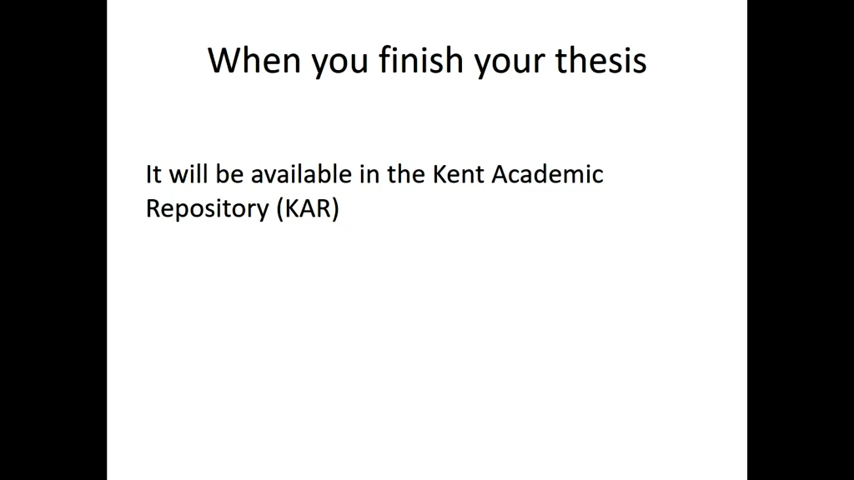 When you finish your thesis
It will be available in the Kent Academic
Repository (KAR)